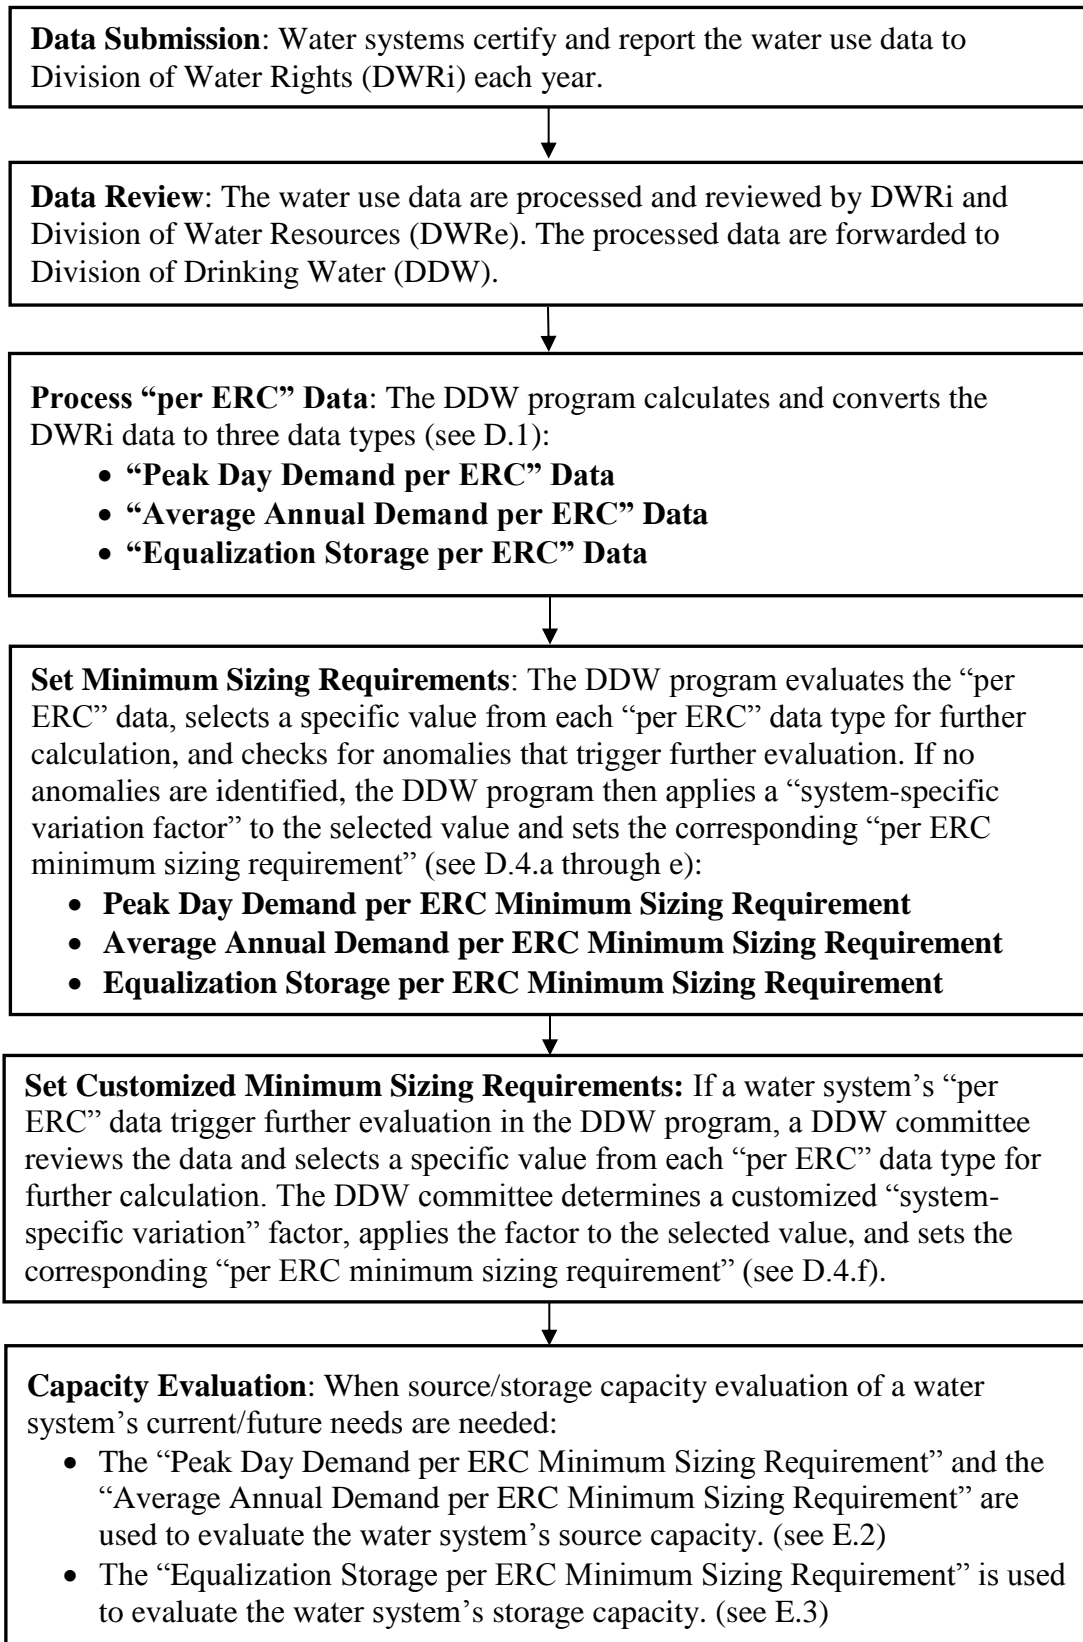 Data Submission: Water systems certify and report the water use data to
Division of Water Rights (DWRi) each year.
Data Review: The water use data are processed and reviewed by DWRi and
Division of Water Resources (DWRe). The processed data are forwarded to
Division of Drinking Water (DDW).
Process “per ERC” Data: The DDW program calculates and converts the
DWRi data to three data types (see D.1):
• “Peak Day Demand per ERC” Data
• “Average Annual Demand per ERC” Data
• “Equalization Storage per ERC” Data
Set Minimum Sizing Requirements: The DDW program evaluates the “per
ERC” data, selects a specific value from each “per ERC” data type for further
calculation, and checks for anomalies that trigger further evaluation. If no
anomalies are identified, the DDW program then applies a “system-specific
variation factor” to the selected value and sets the corresponding “per ERC
minimum sizing requirement” (see D.4.a through e):
• Peak Day Demand per ERC Minimum Sizing Requirement
• Average Annual Demand per ERC Minimum Sizing Requirement
• Equalization Storage per ERC Minimum Sizing Requirement
Set Customized Minimum Sizing Requirements: If a water system’s “per
ERC” data trigger further evaluation in the DDW program, a DDW committee
reviews the data and selects a specific value from each “per ERC” data type for
further calculation. The DDW committee determines a customized “system-
specific variation” factor, applies the factor to the selected value, and sets the
corresponding “per ERC minimum sizing requirement” (see D.4.f).
Capacity Evaluation: When source/storage capacity evaluation of a water
system’s current/future needs are needed:
• The “Peak Day Demand per ERC Minimum Sizing Requirement” and the
“Average Annual Demand per ERC Minimum Sizing Requirement” are
used to evaluate the water system’s source capacity. (see E.2)
• The “Equalization Storage per ERC Minimum Sizing Requirement” is used
to evaluate the water system’s storage capacity. (see E.3)